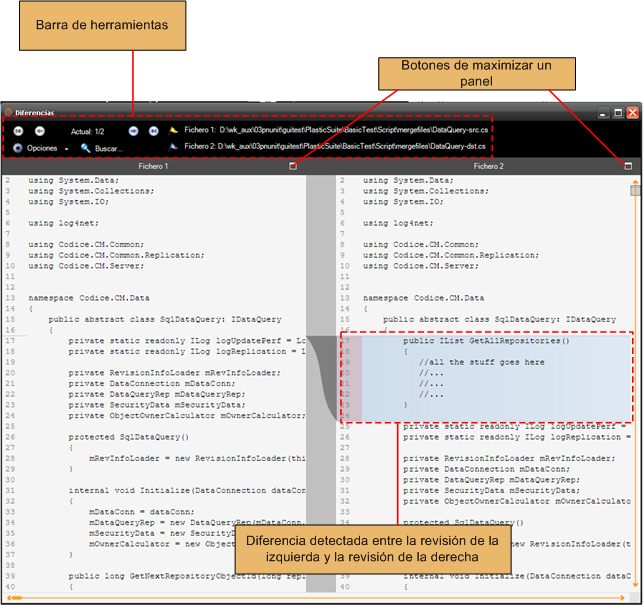 Barra de herramientas
Botones de maximizar un
panel
Diferencias
Actual: 1/2
Fichero 1: D:\wk_aux\03pnunit\guitest\PlasticSuite\BasicTest\Script\mergefiles\DataQuery-src.cs
Opciones
Buscar...
Fichero 2: D:\wk_aux\03pnunit\guitest\PlasticSuite\BasicTest\Script\mergefiles\DataQuery-dst.cs
Fichero 1
Fichero 2
2 using System.Data;
3 using System.Collections;
4 using System.IO;
5
6 using log4net;
7
8 using Codice.CM.Common;
9 using Codice.CM.Common.Replication;
10 using Codice.CM.Server;
11
12
13 namespace Codice.CM.Data
14 {
15 public abstract class SqlDataQuery: IDataQuery
16 {
17 private static readonly ILog logUpdatePerf = Lo
18 private static readonly ILog logReplication = I
19
20 private RevisionInfoLoader mRevInfoLoader;
21 private DataConnection mDataConn;
22 private DataQueryRep mDataQueryRep;
23 private SecurityData mSecurityData;
24 private ObjectOwnerCalculator mOwnerCalculator;
25
26 protected SqlDataQuery()
27 {
28 mRevInfoLoader = new RevisionInfoLoader(thi
29 }
30
31 internal void Initialize(DataConnection dataCon
32 {
33 mDataConn = dataConn;
34 mDataQueryRep = new DataQueryRep(mDataConn,
35 mSecurityData = new SecurityD
36 mOwnerCalculator = new Object
37 }
38
39 public long GetNextRepositoryObjectId(long repI
40 {
2 using System.Data;
3 using System.Collections;
4 using System.IO;
5
6 using log4net;
7
8 using Codice.CM.Common;
9 using Codice.CM.Common.Replication;
10 using Codice.CM.Server;
11
12
13 namespace Codice.CM.Data
14 {
15 public abstract class SqlDataQuery: IDataQuery
16 {
17 public IList GetAllRepositories()
18 {
19 //all the stuff goes here
20 //...
21 //...
22 //...
23 }
24
25 private static readonly ILog logUpdatePerf =
26 private static readonly ILog logReplication =
27
28 private RevisionInfoLoader mRevInfoLoader;
29 private DataConnection mDataConn;
30 private DataQueryRep mDataQueryRep;
31 private SecurityData mSecurityData;
32 private ObjectOwnerCalculator mOwnerCalculato
33
34 protected SqlDataQuery()
new RevisionInfoLoader(t
39 internal void Initialize(DataConnection dataC
40 {
Diferencia detectada entre la revisión de la
izquierda y la revisión de la derecha